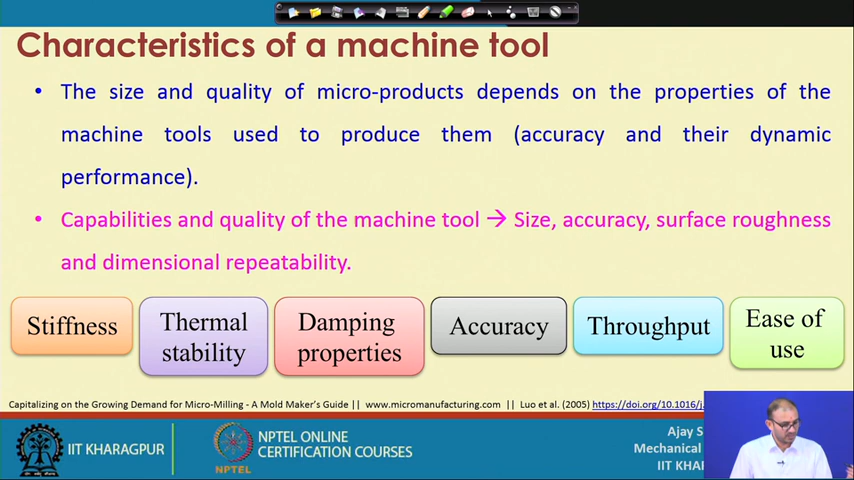 Characteristics of a machine tool
• The size and quality of micro-products depends on the properties of the
machine tools used to produce them (accuracy and their dynamic
performance).
• Capabilities and quality of the machine tool → Size, accuracy, surface roughness
and dimensional repeatability.
Stiffness
Thermal
stability
Damping
properties
Accuracy
Throughput
Ease of
use
Capitalizing on the Growing Demand for Micro-Milling - A Mold Maker's Guide || www.micromanufacturing.com || Luo et al. (2005) https://doi.org/10.1016/j.
IIT KHARAGPUR
NPTEL
NPTEL ONLINE
CERTIFICATION COURSES
Ajay S
Mechanical
IIT KHAR